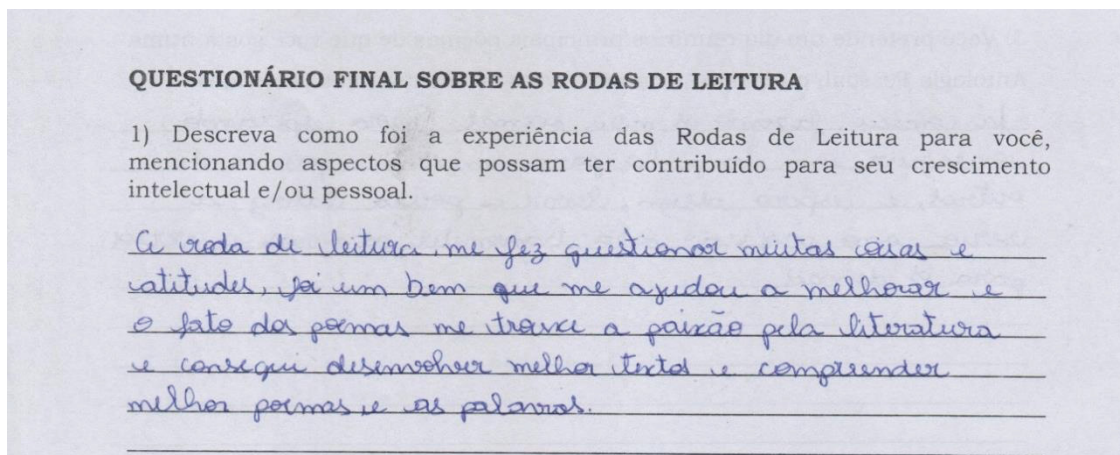 QUESTIONÁRIO FINAL SOBRE AS RODAS DE LEITURA
1) Descreva como foi a experiência das Rodas de Leitura para você,
mencionando aspectos que possam ter contribuído para seu crescimento
intelectual e/ou pessoal.
A roda de leitura me fez questionar muitas coisas e
atitudes foi um bem que me ajudou a melhorar e
o fato dos poemas me trouxe a paixão pela literatura
e consegui desenvolver melhor textos e compreender
melhor poemas e as palavras.